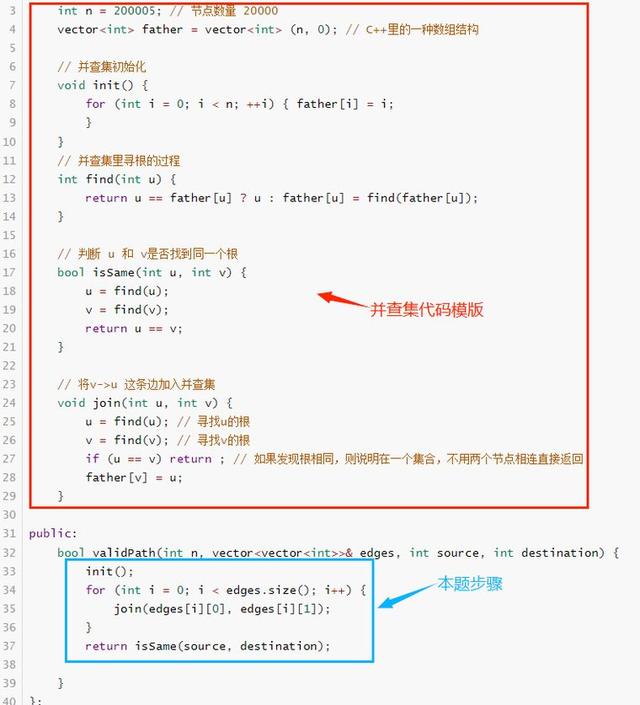 3 int n = 200005; // 节点数量 20000
4 vector<int> father = vector<int> (n, 0); // C++里的一种数组结构
5
6 // 并查集初始化
7 void init() {
8 for (int i = 0; i < n; ++i) { father[i] = i;
9 }
10 }
11 // 并查集里寻根的过程
12 int find(int u) {
13 return u == father[u] ? u : father[u] = find(father[u]);
14 }
15
16 // 判断 u 和 v是否找到同一个根
17 bool isSame(int u, int v) {
18 u = find(u);
19 v = find(v);
20 return u == v;
21 }
并查集代码模版
22
23 // 将v->u 这条边加入并查集
24 void join(int u, int v) {
25 u = find(u); // 寻找u的根
26 v = find(v); // 寻找v的根
27 if (u == v) return ; // 如果发现根相同，则说明在一个集合，不用两个节点相连直接返回
28 father[v] = u;
29 }
30
31 public:
32 bool validPath(int n, vector<vector<int>>& edges, int source, int destination) {
33 init();
34 for (int i = 0; i < edges.size(); i++) {
35 join(edges[i][0], edges[i][1]);
36 }
37 return isSame(source, destination);
本题步骤
38
39 }
40 };